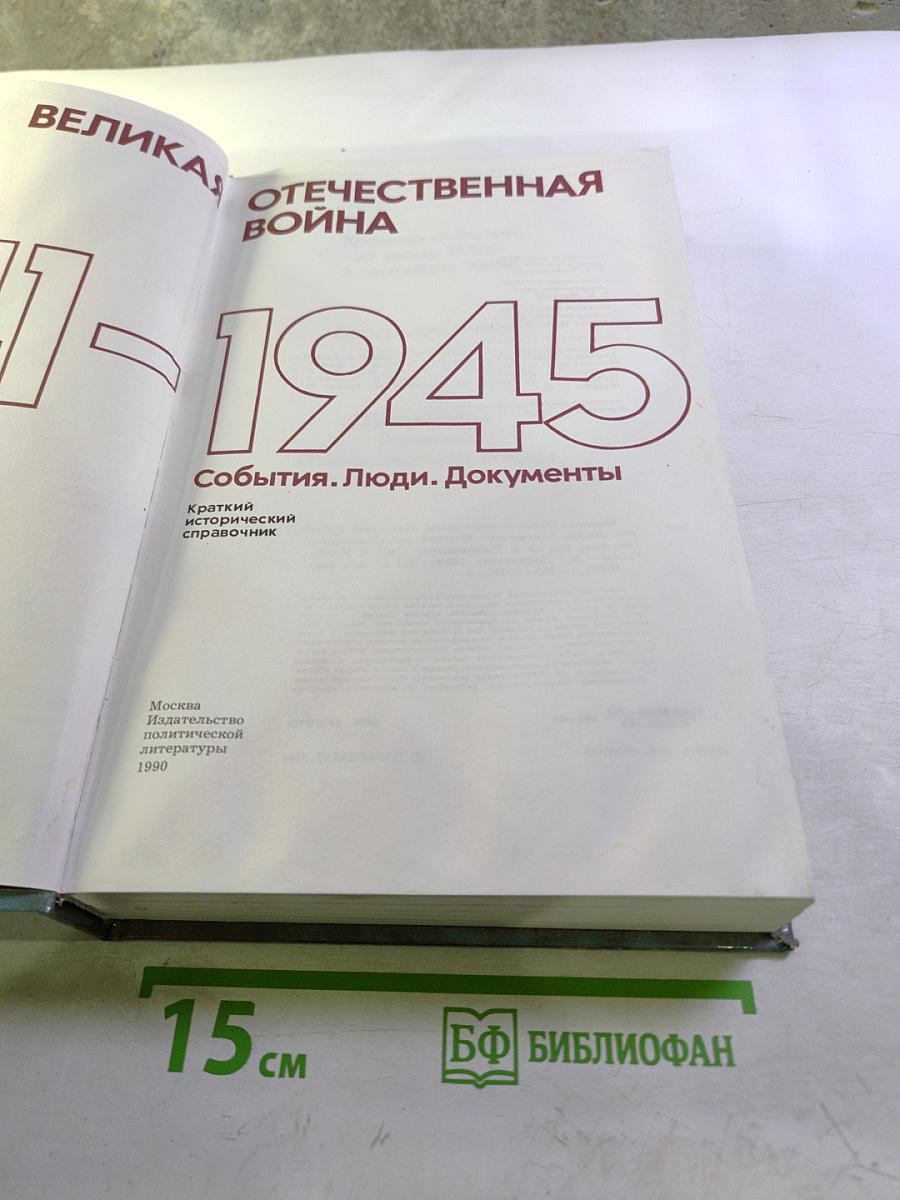 ВЕЛИКАЯ
ОТЕЧЕСТВЕННАЯ
ВОЙНА
41–
1945
События. Люди. Документы
Краткий
исторический
справочник
Москва
Издательство
политической
литературы
1990
15 см
БФ БИБЛИОФАН